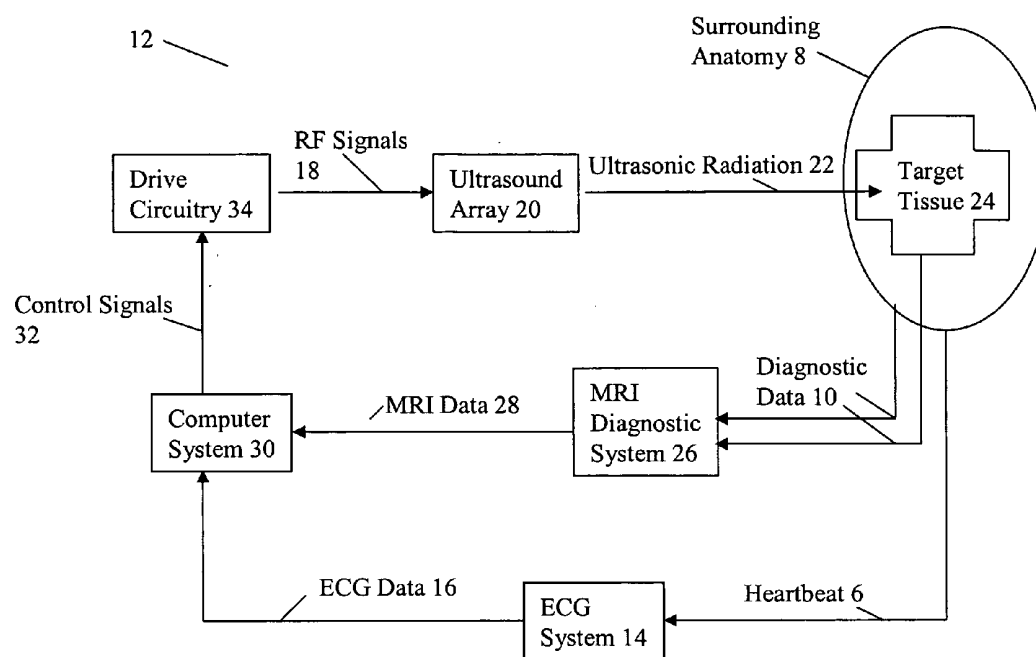 12
Surrounding
Anatomy 8
RF Signals
18
Drive
Circuitry 34
Ultrasound
Array 20
Ultrasonic Radiation 22
Target
Tissue 24
Control Signals
32
Computer
System 30
MRI Data 28
MRI
Diagnostic
System 26
Diagnostic
Data 10
ECG Data 16
ECG
System 14
Heartbeat 6